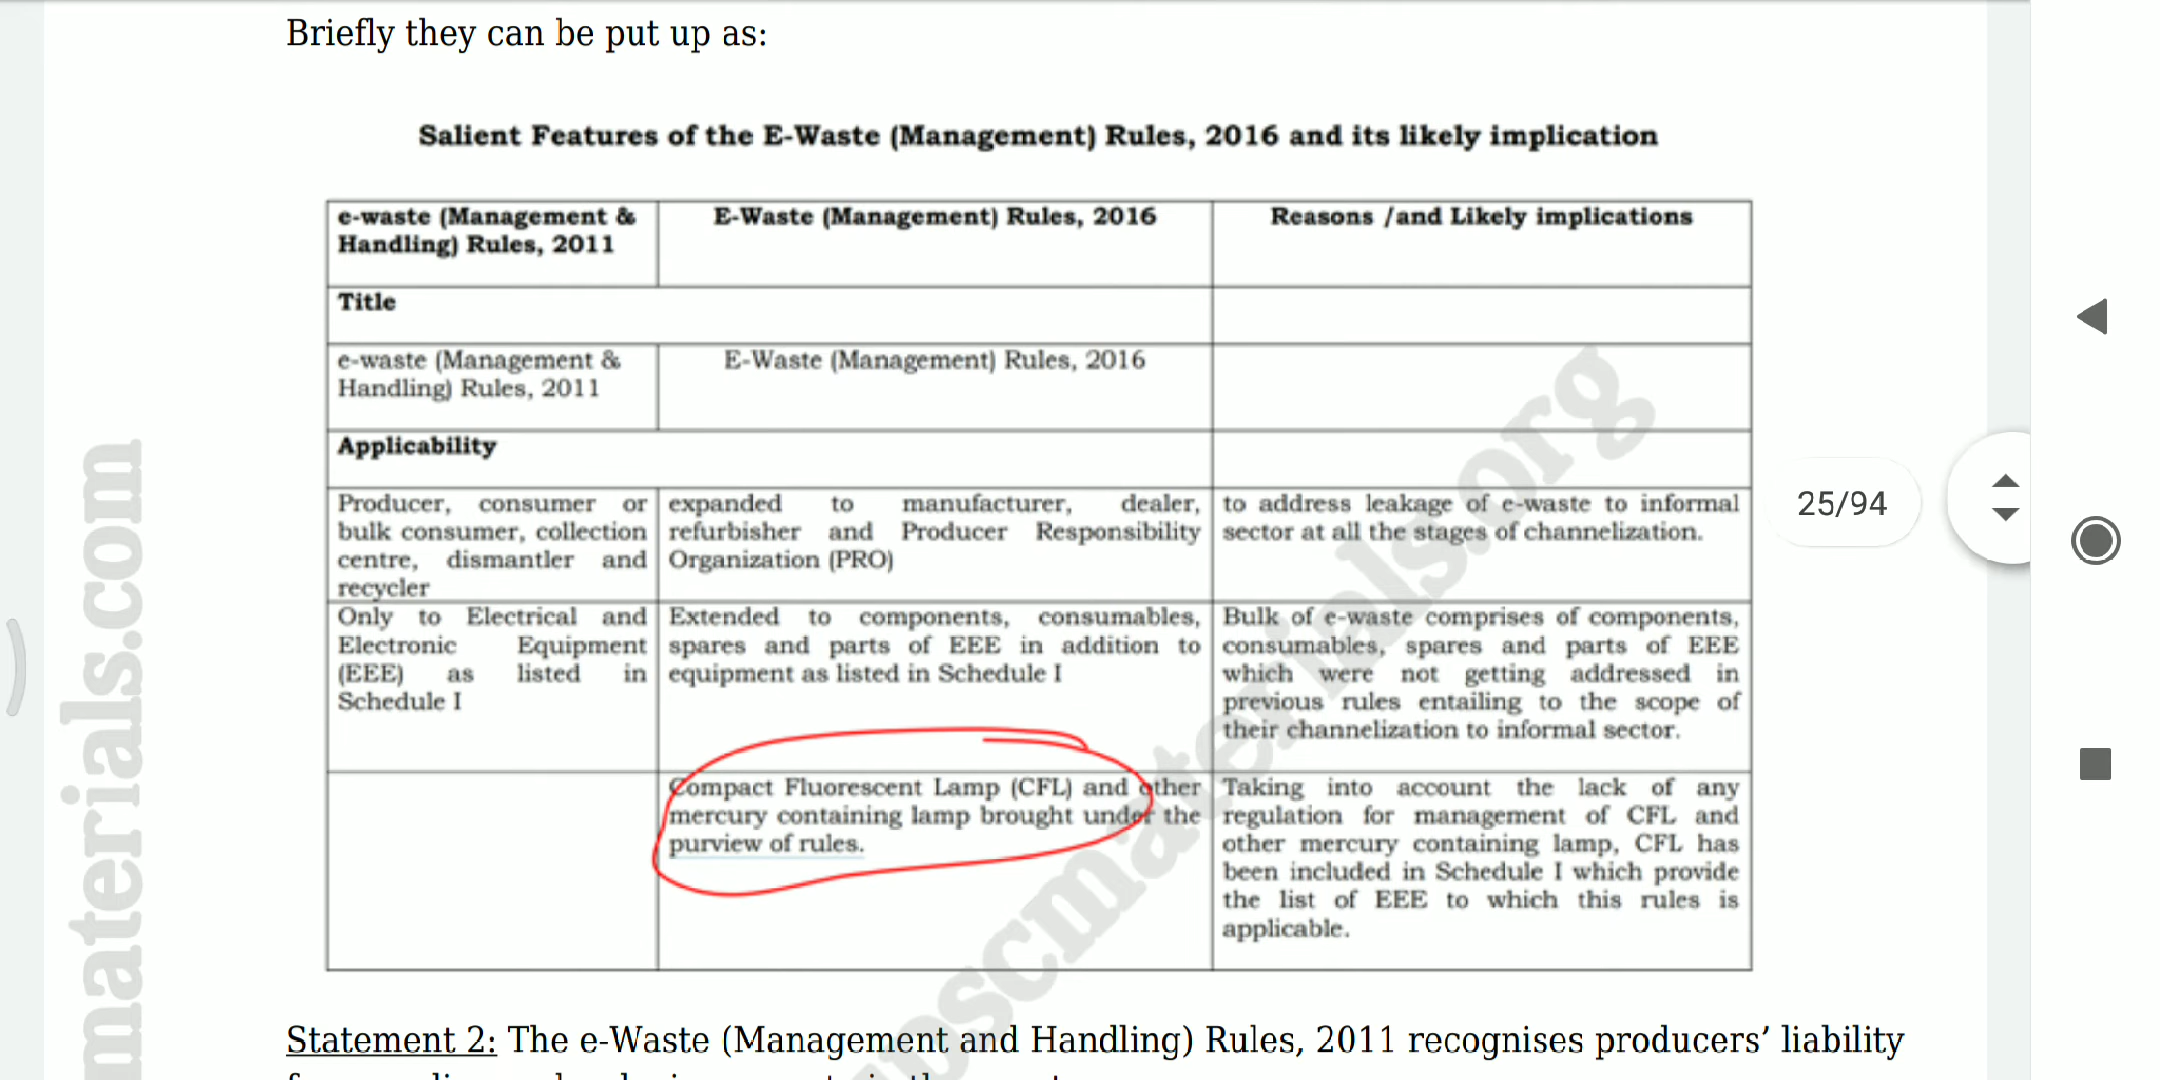 Briefly they can be put up as:
Salient Features of the E-Waste (Management) Rules, 2016 and its likely implication
e-waste (Management &
Handling) Rules, 2011
E-Waste (Management) Rules, 2016
Reasons /and Likely implications
Title
e-waste (Management &
Handling) Rules, 2011
E-Waste (Management) Rules, 2016
Applicability
Producer, consumer or
bulk consumer, collection
centre, dismantler and
recycler
expanded to manufacturer, dealer,
refurbisher and Producer Responsibility
Organization (PRO)
to address leakage of e-waste to informal
sector at all the stages of channelization.
Only to Electrical and
Electronic Equipment
(EEE) as listed in
Schedule I
Extended to components, consumables,
spares and parts of EEE in addition to
equipment as listed in Schedule I
Bulk of e-waste comprises of components,
consumables, spares and parts of EEE
which were not getting addressed in
previous rules entailing to the scope of
their channelization to informal sector.
Compact Fluorescent Lamp (CFL) and other
mercury containing lamp brought under the
purview of rules.
Taking into account the lack of any
regulation for management of CFL and
other mercury containing lamp, CFL has
been included in Schedule I which provide
the list of EEE to which this rules is
applicable.
Statement 2: The e-Waste (Management and Handling) Rules, 2011 recognises producers’ liability
25/94
materials.com
upscmaterials.org